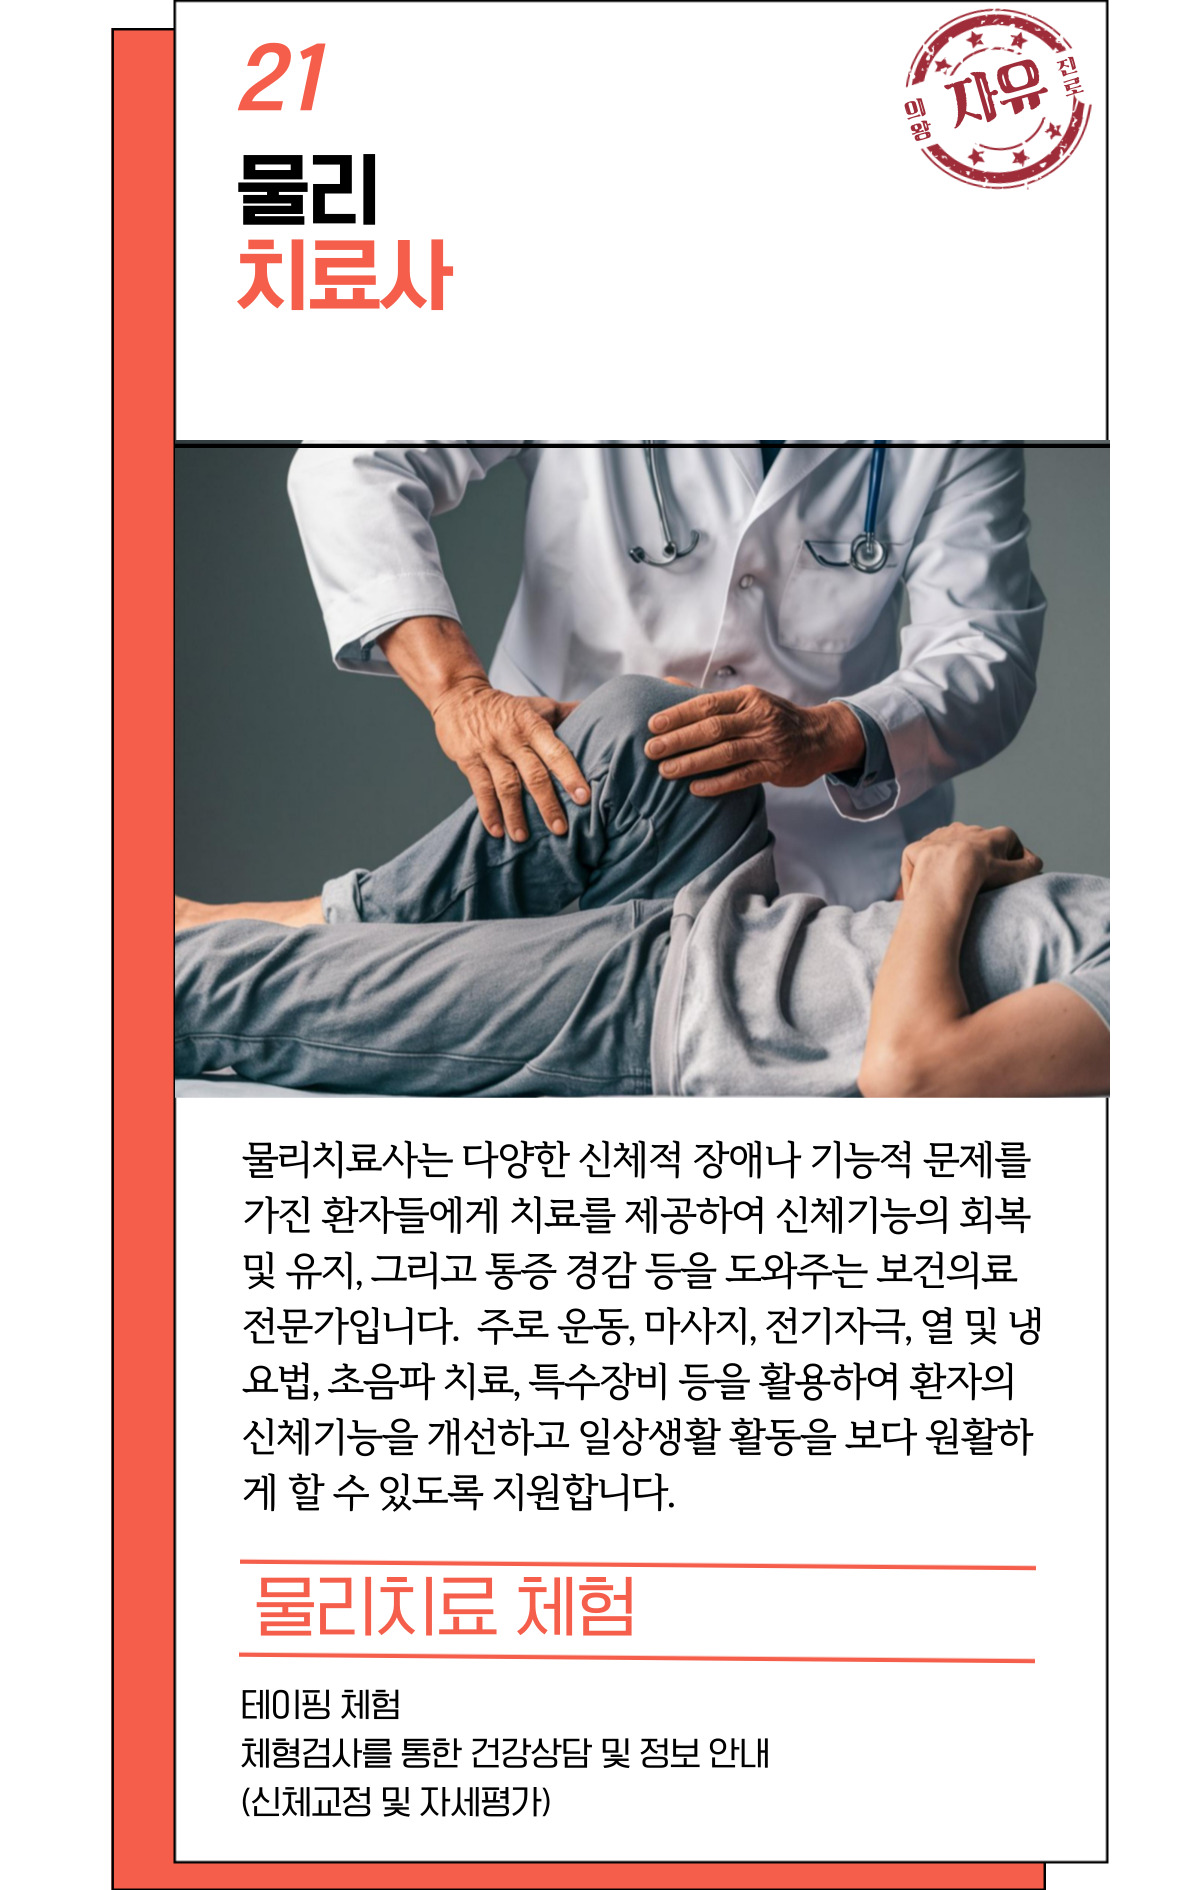 21
물리
치료사
의왕
자유
진로
물리치료사는 다양한 신체적 장애나 기능적 문제를
가진 환자들에게 치료를 제공하여 신체기능의 회복
및 유지, 그리고 통증 경감 등을 도와주는 보건의료
전문가입니다.  주로 운동, 마사지, 전기자극, 열 및 냉
요법, 초음파 치료, 특수장비 등을 활용하여 환자의
신체기능을 개선하고 일상생활 활동을 보다 원활하
게 할 수 있도록 지원합니다.
물리치료 체험
테이핑 체험
체형검사를 통한 건강상담 및 정보 안내
(신체교정 및 자세평가)